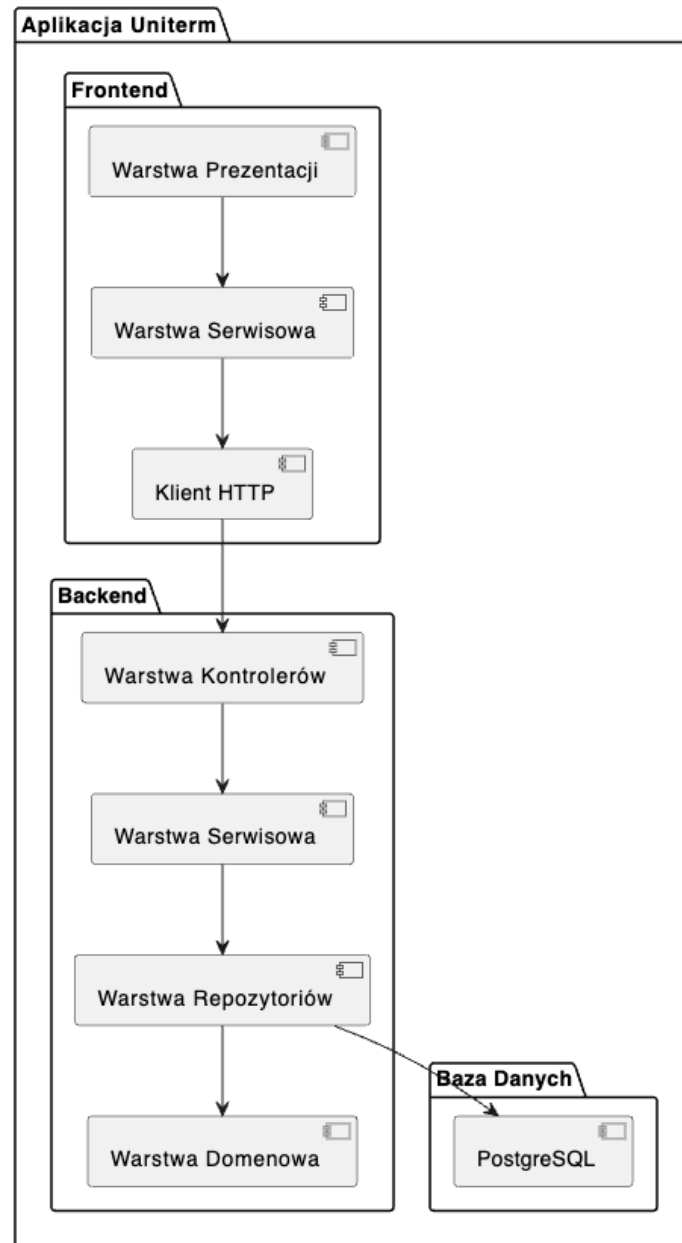 Aplikacja Uniterm
Frontend
Warstwa Prezentacji
Warstwa Serwisowa
Klient HTTP
Backend
Warstwa Kontrolerów
Warstwa Serwisowa
Warstwa Repozytoriów
Baza Danych
Warstwa Domenowa
PostgreSQL